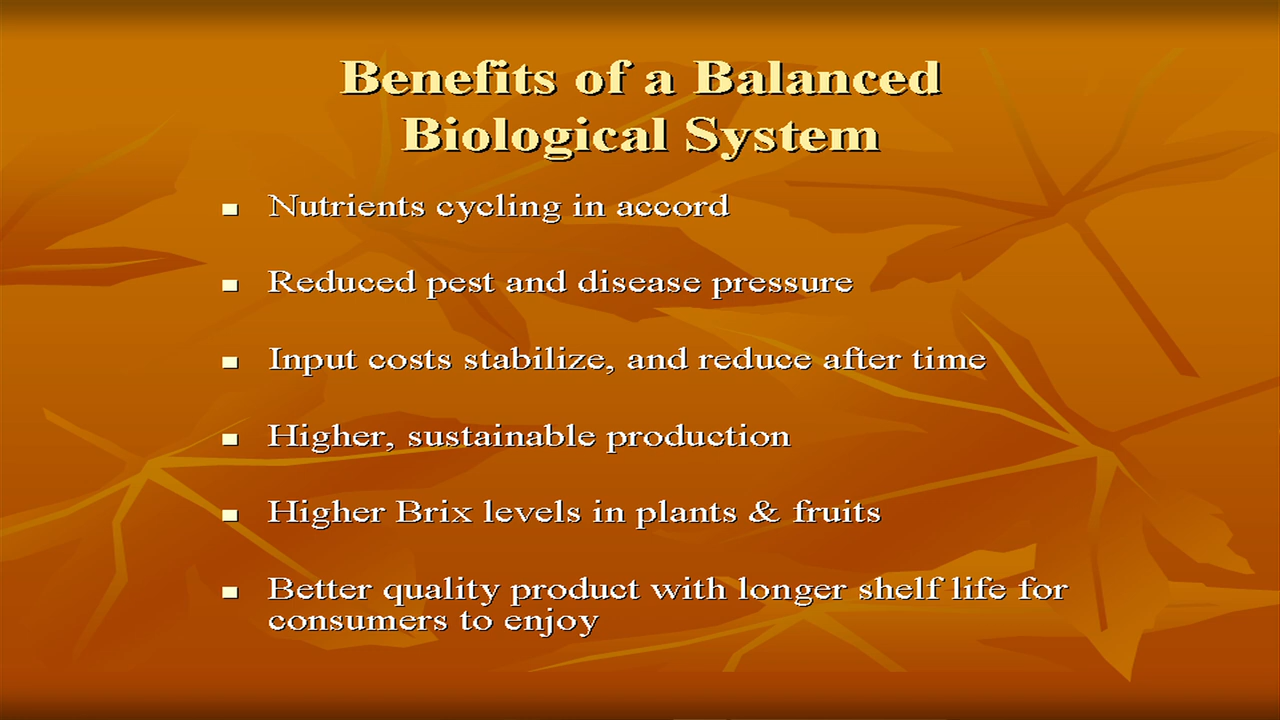 Benefits of a Balanced
Biological System
Nutrients cycling in accord
Reduced pest and disease pressure
Input costs stabilize, and reduce after time
Higher, sustainable production
Higher Brix levels in plants & fruits
Better quality product with longer shelf life for
consumers to enjoy